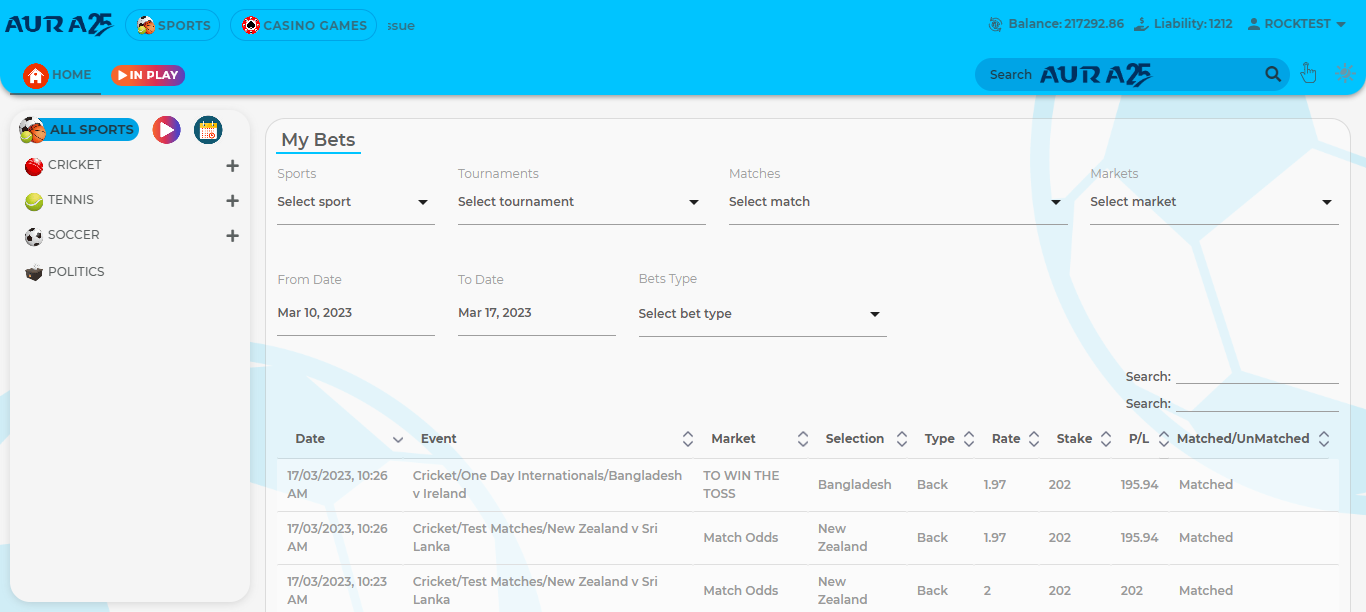 AURA25 SPORTS CASINO GAMES ssue Balance: 217292.86 Liability: 1212 ROCKTEST
HOME IN PLAY Search AURA25
ALL SPORTS
CRICKET
TENNIS
SOCCER
POLITICS
My Bets
Sports Tournaments Matches Markets
Select sport Select tournament Select match Select market
From Date To Date Bets Type
Mar 10, 2023 Mar 17, 2023 Select bet type
Search:
Search:
Date Event Market Selection Type Rate Stake P/L Matched/UnMatched
17/03/2023, 10:26 Cricket/One Day Internationals/Bangladesh TO WIN THE
Bangladesh Back 1.97 202 195.94 Matched
AM v Ireland TOSS
17/03/2023, 10:26 Cricket/Test Matches/New Zealand v Sri New
Match Odds Back 1.97 202 195.94 Matched
AM Lanka Zealand
17/03/2023, 10:23 Cricket/Test Matches/New Zealand v Sri New
Match Odds Back 2 202 202 Matched
AM Lanka Zealand